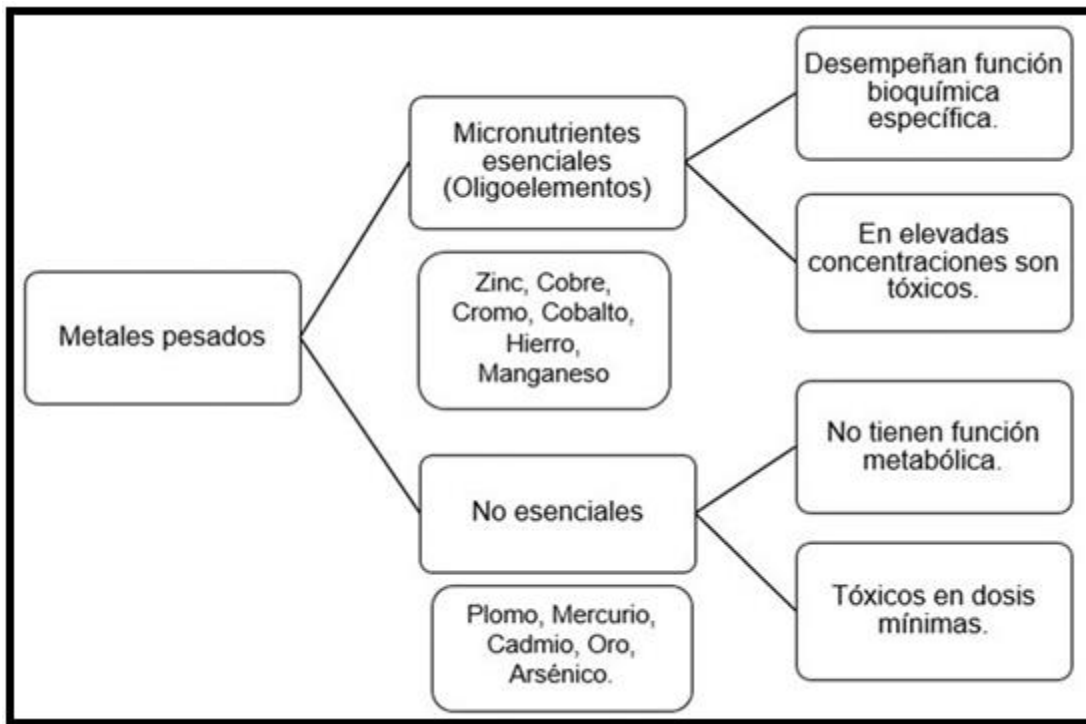 Metales pesados
Micronutrientes
esenciales
(Oligoelementos)
Zinc, Cobre,
Cromo, Cobalto,
Hierro,
Manganeso
Desempeñan función
bioquímica
específica.
En elevadas
concentraciones son
tóxicos.
No esenciales
Plomo, Mercurio,
Cadmio, Oro,
Arsénico.
No tienen función
metabólica.
Tóxicos en dosis
mínimas.